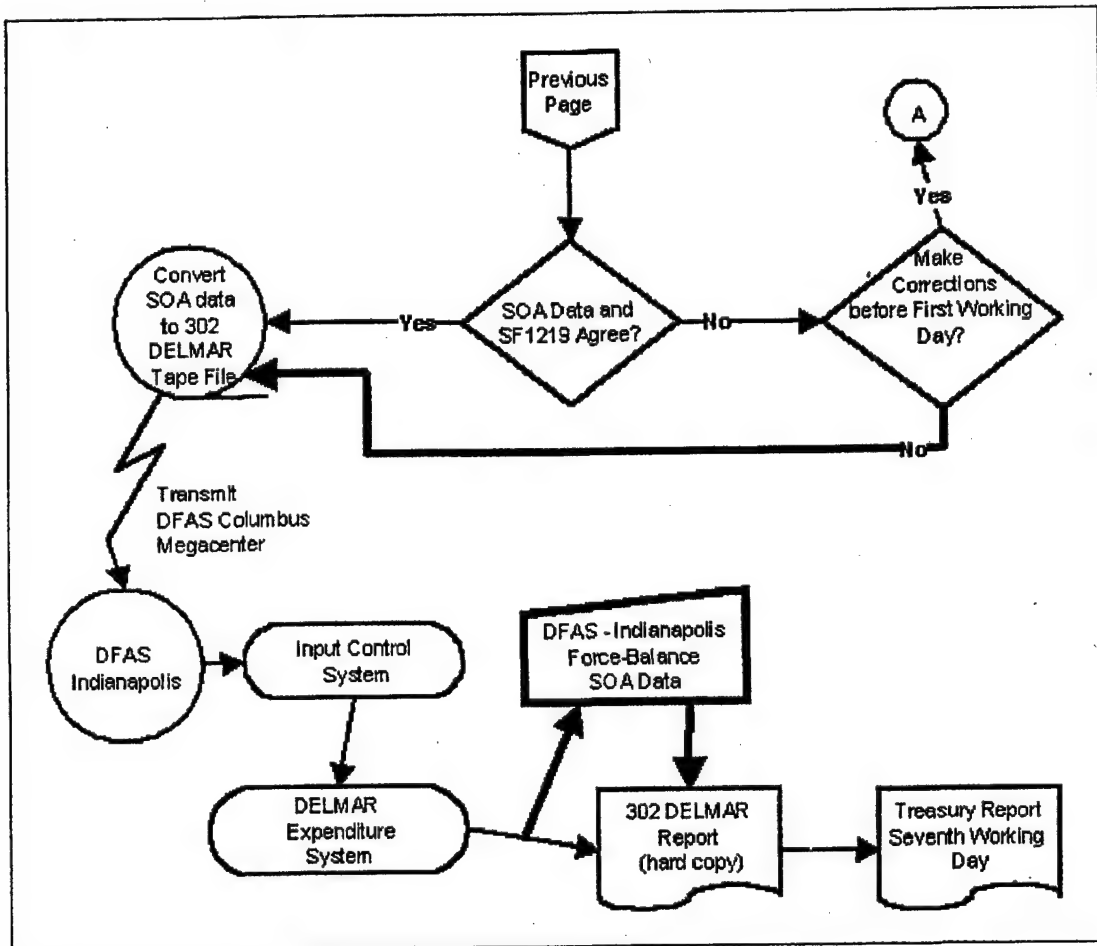 Previous
Page
A
Yes
Make
Corrections
before First Working
Day?
Convert
SOA data
to 302
DELMAR
Tape File
Yes
SOA Data and
SF1219 Agree?
No
No
Transmit
DFAS Columbus
Megacenter
DFAS
Indianapolis
Input Control
System
DFAS - Indianapolis
Force-Balance
SOA Data
DELMAR
Expenditure
System
302 DELMAR
Report
(hard copy)
Treasury Report
Seventh Working
Day